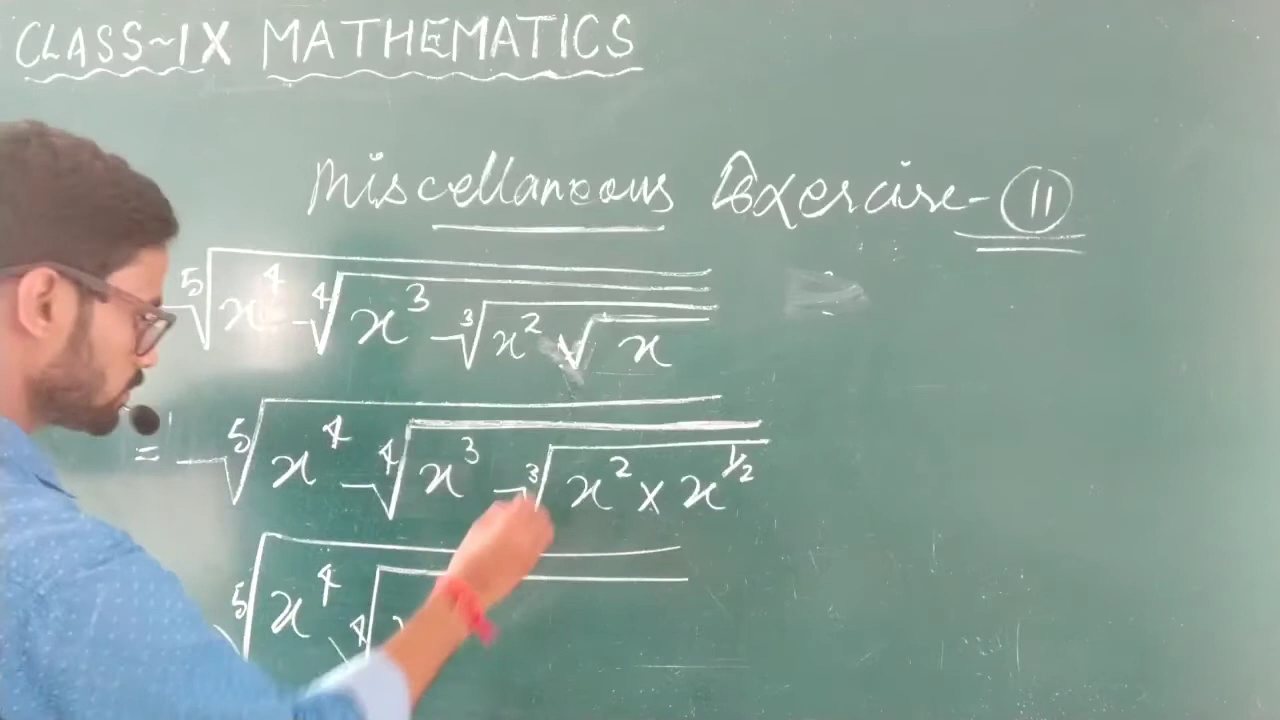 CLASS~IX MATHEMATICS
Miscellaneous Exercise-11
⁵√(x⁴ ⁴√(x³ ³√(x² √x)))
= ⁵√(x⁴ ⁴√(x³ ³√(x² × x^½)))
⁵√(x⁴ ⁴√